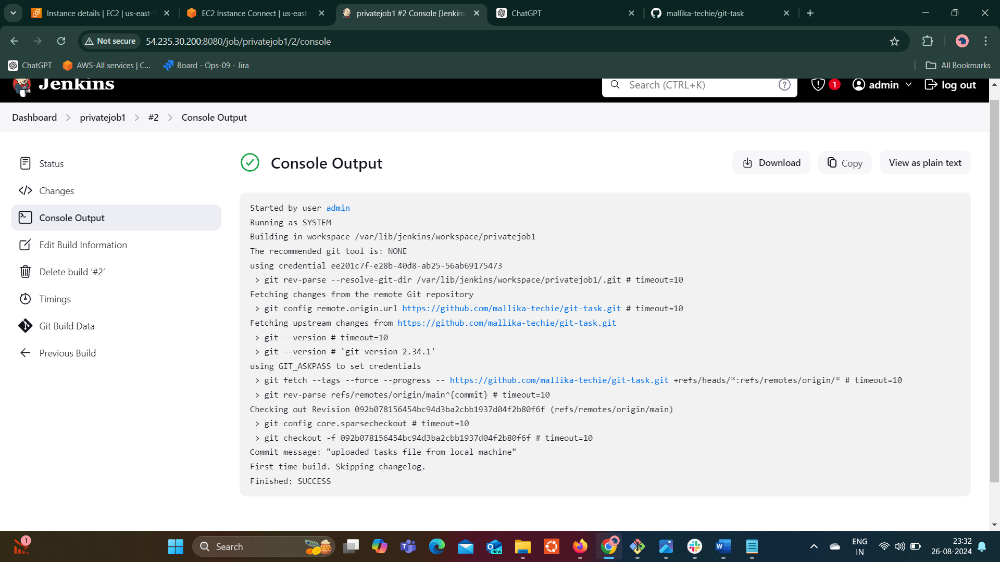 Instance details | EC2 | us-east-1
EC2 Instance Connect | us-east-
privatejob1 #2 Console [Jenkins
ChatGPT
mallika-techie/git-task
Not secure
54.235.30.200:8080/job/privatejob1/2/console
ChatGPT
AWS-All services | C...
Board - Ops-09 - Jira
All Bookmarks
Jenkins
Search (CTRL+K)
?
1
admin
log out
Dashboard
privatejob1
#2
Console Output
Status
Changes
Console Output
Edit Build Information
Delete build ‘#2’
Timings
Git Build Data
Previous Build
Console Output
Download
Copy
View as plain text
Started by user admin
Running as SYSTEM
Building in workspace /var/lib/jenkins/workspace/privatejob1
The recommended git tool is: NONE
using credential ee201c7f-e28b-40d8-ab25-56ab69175473
> git rev-parse --resolve-git-dir /var/lib/jenkins/workspace/privatejob1/.git # timeout=10
Fetching changes from the remote Git repository
> git config remote.origin.url https://github.com/mallika-techie/git-task.git # timeout=10
Fetching upstream changes from https://github.com/mallika-techie/git-task.git
> git --version # timeout=10
> git --version # 'git version 2.34.1'
using GIT_ASKPASS to set credentials
> git fetch --tags --force --progress -- https://github.com/mallika-techie/git-task.git +refs/heads/*:refs/remotes/origin/* # timeout=10
> git rev-parse refs/remotes/origin/main^{commit} # timeout=10
Checking out Revision 092b078156454bc94d3ba2cbb1937d04f2b80f6f (refs/remotes/origin/main)
> git config core.sparsecheckout # timeout=10
> git checkout -f 092b078156454bc94d3ba2cbb1937d04f2b80f6f # timeout=10
Commit message: "uploaded tasks file from local machine"
First time build. Skipping changelog.
Finished: SUCCESS
1
Search
NEW
W
ENG
IN
23:32
26-08-2024